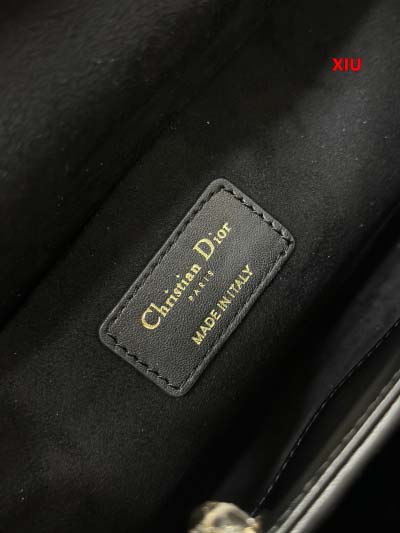 XIU
Christian Dior
PARIS
MADE IN ITALY